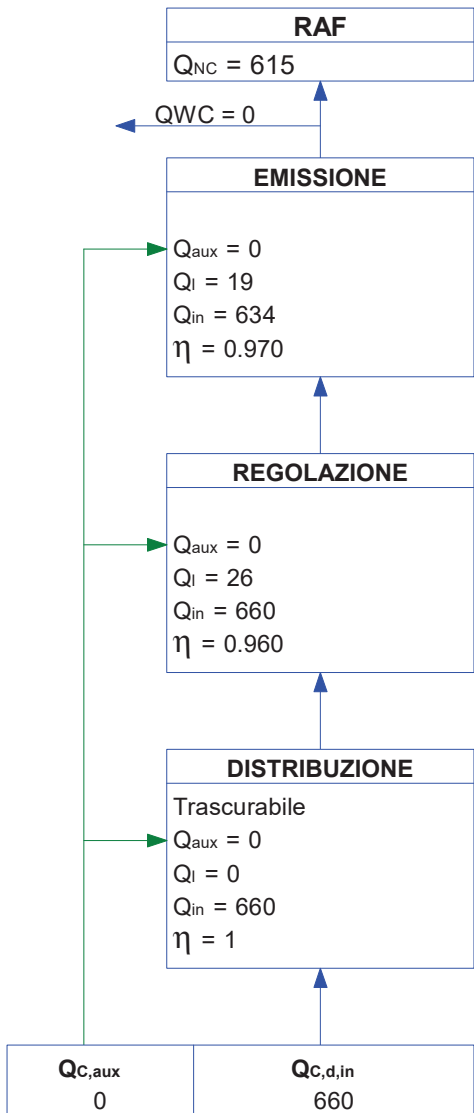 RAF
QNC = 615
QWC = 0
EMISSIONE
Qaux = 0
Ql = 19
Qin = 634
η = 0.970
REGOLAZIONE
Qaux = 0
Ql = 26
Qin = 660
η = 0.960
DISTRIBUZIONE
Trascurabile
Qaux = 0
Ql = 0
Qin = 660
η = 1
QC,aux QC,d,in
0 660